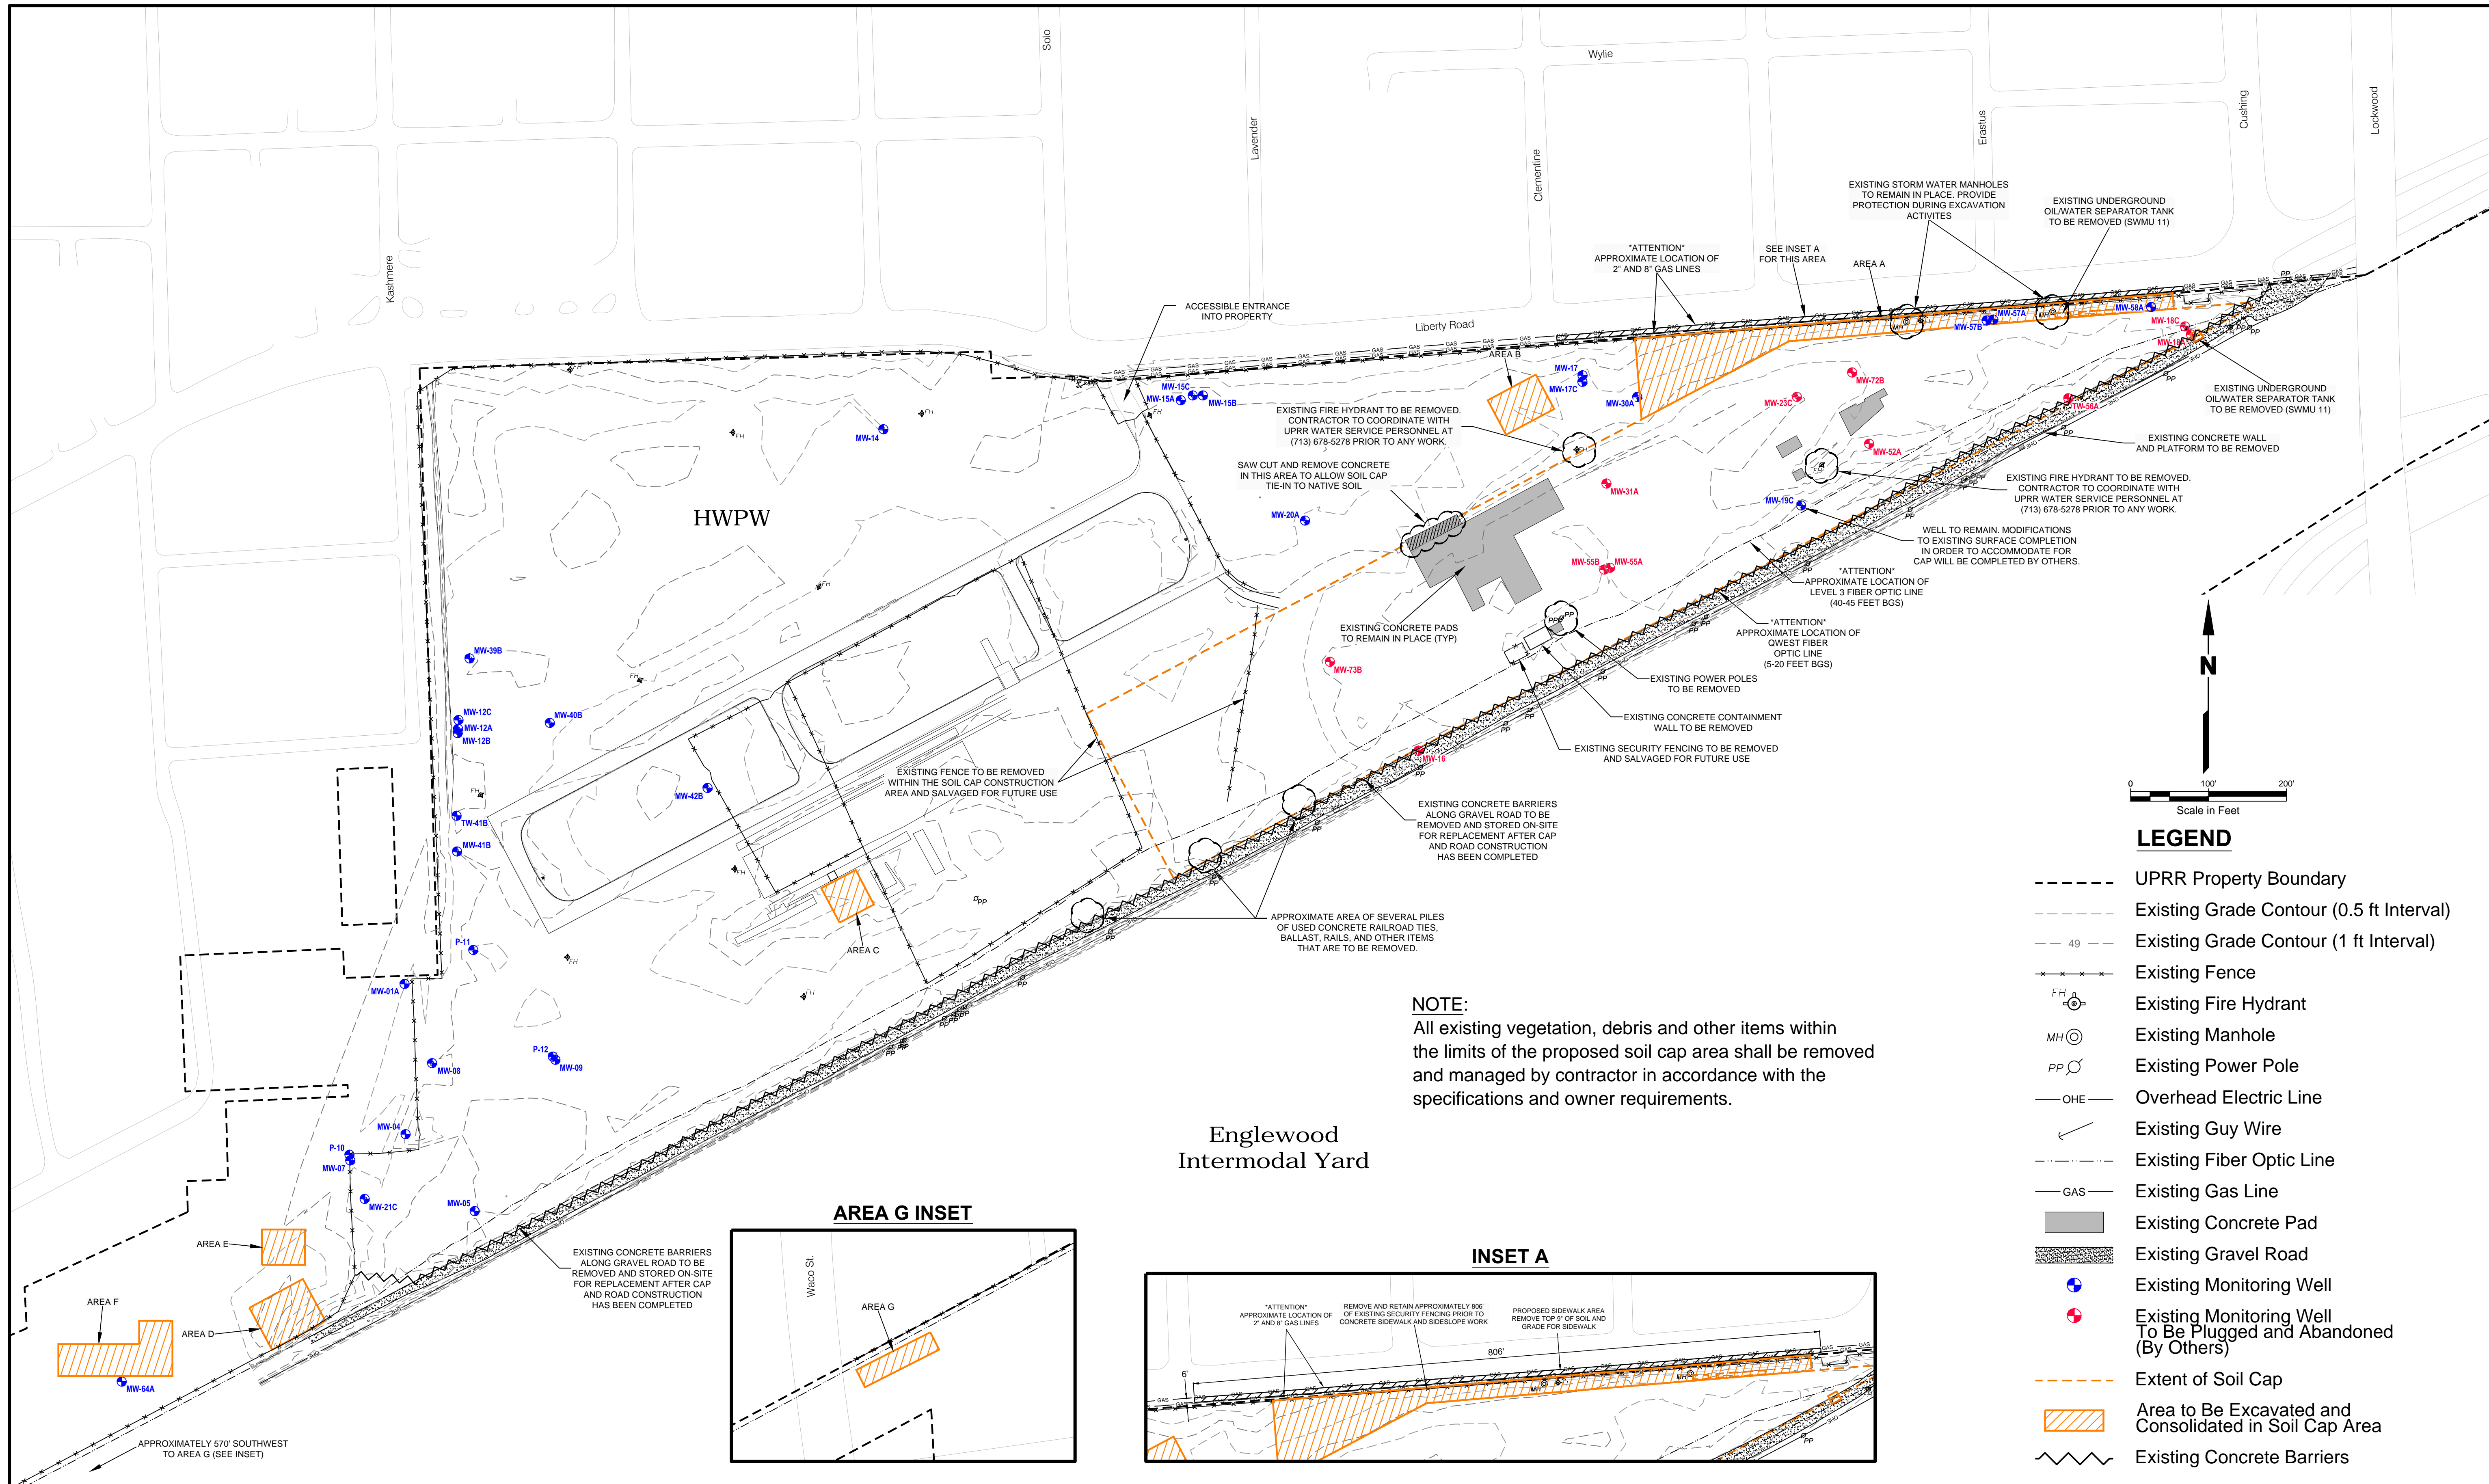 Solo
Wylie
Lavender
Clementine
Erastus
Cushing
Lockwood
Kashmere
Liberty Road
EXISTING STORM WATER MANHOLES
TO REMAIN IN PLACE. PROVIDE
PROTECTION DURING EXCAVATION
ACTIVITES
EXISTING UNDERGROUND
OIL/WATER SEPARATOR TANK
TO BE REMOVED (SWMU 11)
"ATTENTION"
APPROXIMATE LOCATION OF
2" AND 8" GAS LINES
SEE INSET A
FOR THIS AREA
AREA A
ACCESSIBLE ENTRANCE
INTO PROPERTY
AREA B
MW-57B
MW-57A
MW-58A
MW-18C
MW-18A
MW-17
MW-17C
MW-30A
MW-72B
MW-23C
MW-15C
MW-15A
MW-15B
MW-14
TW-56A
EXISTING UNDERGROUND
OIL/WATER SEPARATOR TANK
TO BE REMOVED (SWMU 11)
EXISTING FIRE HYDRANT TO BE REMOVED.
CONTRACTOR TO COORDINATE WITH
UPRR WATER SERVICE PERSONNEL AT
(713) 678-5278 PRIOR TO ANY WORK.
SAW CUT AND REMOVE CONCRETE
IN THIS AREA TO ALLOW SOIL CAP
TIE-IN TO NATIVE SOIL
MW-52A
EXISTING CONCRETE WALL
AND PLATFORM TO BE REMOVED
EXISTING FIRE HYDRANT TO BE REMOVED.
CONTRACTOR TO COORDINATE WITH
UPRR WATER SERVICE PERSONNEL AT
(713) 678-5278 PRIOR TO ANY WORK.
HWPW
MW-31A
MW-20A
MW-19C
WELL TO REMAIN. MODIFICATIONS
TO EXISTING SURFACE COMPLETION
IN ORDER TO ACCOMMODATE FOR
CAP WILL BE COMPLETED BY OTHERS.
MW-55B
MW-55A
"ATTENTION"
APPROXIMATE LOCATION OF
LEVEL 3 FIBER OPTIC LINE
(40-45 FEET BGS)
EXISTING CONCRETE PADS
TO REMAIN IN PLACE (TYP)
"ATTENTION"
APPROXIMATE LOCATION OF
QWEST FIBER
OPTIC LINE
(5-20 FEET BGS)
MW-73B
EXISTING POWER POLES
TO BE REMOVED
EXISTING CONCRETE CONTAINMENT
WALL TO BE REMOVED
EXISTING SECURITY FENCING TO BE REMOVED
AND SALVAGED FOR FUTURE USE
MW-39B
MW-12C
MW-12A
MW-12B
MW-40B
MW-16
EXISTING FENCE TO BE REMOVED
WITHIN THE SOIL CAP CONSTRUCTION
AREA AND SALVAGED FOR FUTURE USE
MW-42B
TW-41B
MW-41B
EXISTING CONCRETE BARRIERS
ALONG GRAVEL ROAD TO BE
REMOVED AND STORED ON-SITE
FOR REPLACEMENT AFTER CAP
AND ROAD CONSTRUCTION
HAS BEEN COMPLETED
APPROXIMATE AREA OF SEVERAL PILES
OF USED CONCRETE RAILROAD TIES,
BALLAST, RAILS, AND OTHER ITEMS
THAT ARE TO BE REMOVED.
AREA C
P-11
MW-01A
P-12
MW-09
MW-08
MW-04
P-10
MW-07
MW-21C
MW-05
AREA E
AREA F
AREA D
MW-64A
EXISTING CONCRETE BARRIERS
ALONG GRAVEL ROAD TO BE
REMOVED AND STORED ON-SITE
FOR REPLACEMENT AFTER CAP
AND ROAD CONSTRUCTION
HAS BEEN COMPLETED
APPROXIMATELY 570' SOUTHWEST
TO AREA G (SEE INSET)
NOTE:
All existing vegetation, debris and other items within
the limits of the proposed soil cap area shall be removed
and managed by contractor in accordance with the
specifications and owner requirements.
Englewood
Intermodal Yard
AREA G INSET
Waco St.
AREA G
INSET A
"ATTENTION"
APPROXIMATE LOCATION OF
2" AND 8" GAS LINES
REMOVE AND RETAIN APPROXIMATELY 806'
OF EXISTING SECURITY FENCING PRIOR TO
CONCRETE SIDEWALK AND SIDESLOPE WORK
PROPOSED SIDEWALK AREA
REMOVE TOP 9" OF SOIL AND
GRADE FOR SIDEWALK
806'
6'
N
0 100' 200'
Scale in Feet
LEGEND
UPRR Property Boundary
Existing Grade Contour (0.5 ft Interval)
49 Existing Grade Contour (1 ft Interval)
Existing Fence
FH Existing Fire Hydrant
MH Existing Manhole
PP Existing Power Pole
OHE Overhead Electric Line
Existing Guy Wire
Existing Fiber Optic Line
GAS Existing Gas Line
Existing Concrete Pad
Existing Gravel Road
Existing Monitoring Well
Existing Monitoring Well
To Be Plugged and Abandoned
(By Others)
Extent of Soil Cap
Area to Be Excavated and
Consolidated in Soil Cap Area
Existing Concrete Barriers